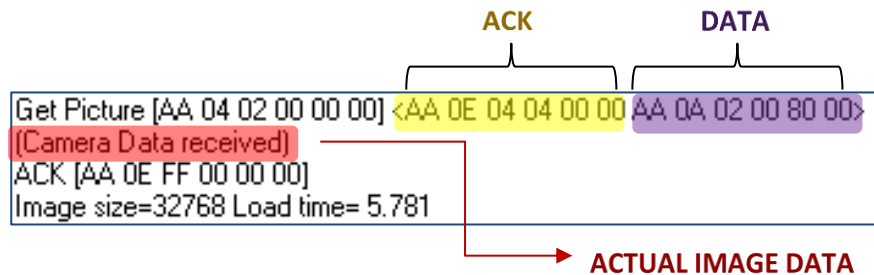 ACK DATA
Get Picture [AA 04 02 00 00 00] <AA 0E 04 04 00 00 AA 0A 02 00 80 00>
(Camera Data received)
ACK [AA 0E FF 00 00 00]
Image size=32768 Load time= 5.781
ACTUAL IMAGE DATA